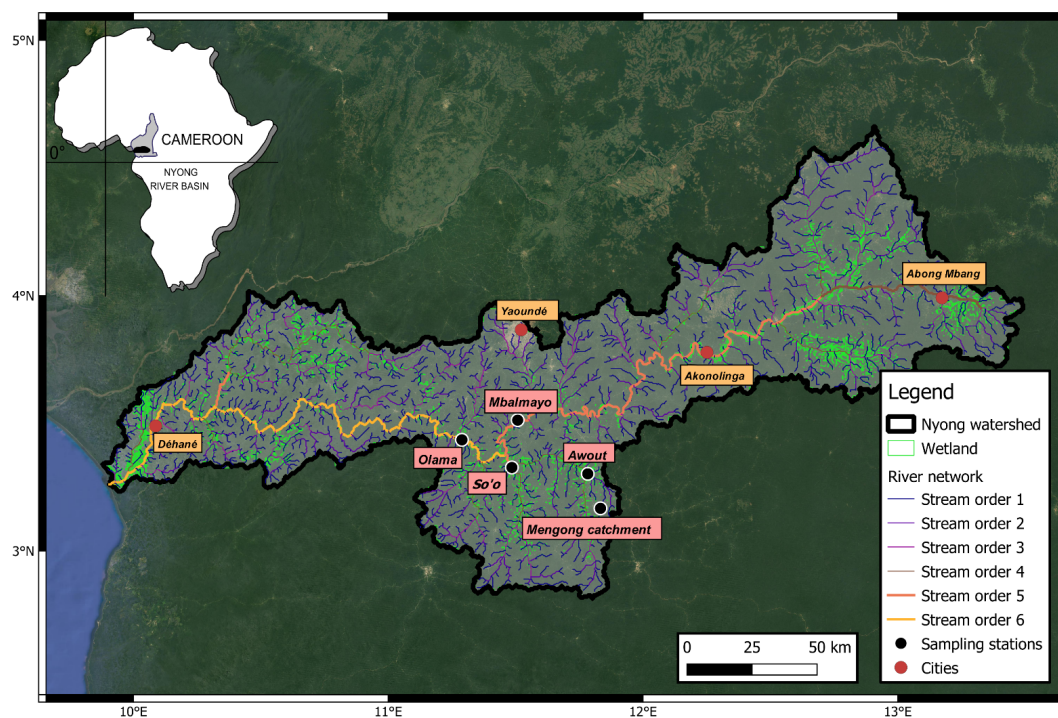 5°N
CAMEROON
0°
NYONG
RIVER BASIN
4°N
3°N
Abong Mbang
Yaoundé
Akonolinga
Mbalmayo
Déhané
Olama
So'o
Awout
Mengong catchment
Legend
Nyong watershed
Wetland
River network
Stream order 1
Stream order 2
Stream order 3
Stream order 4
Stream order 5
Stream order 6
Sampling stations
Cities
0 25 50 km
10°E 11°E 12°E 13°E